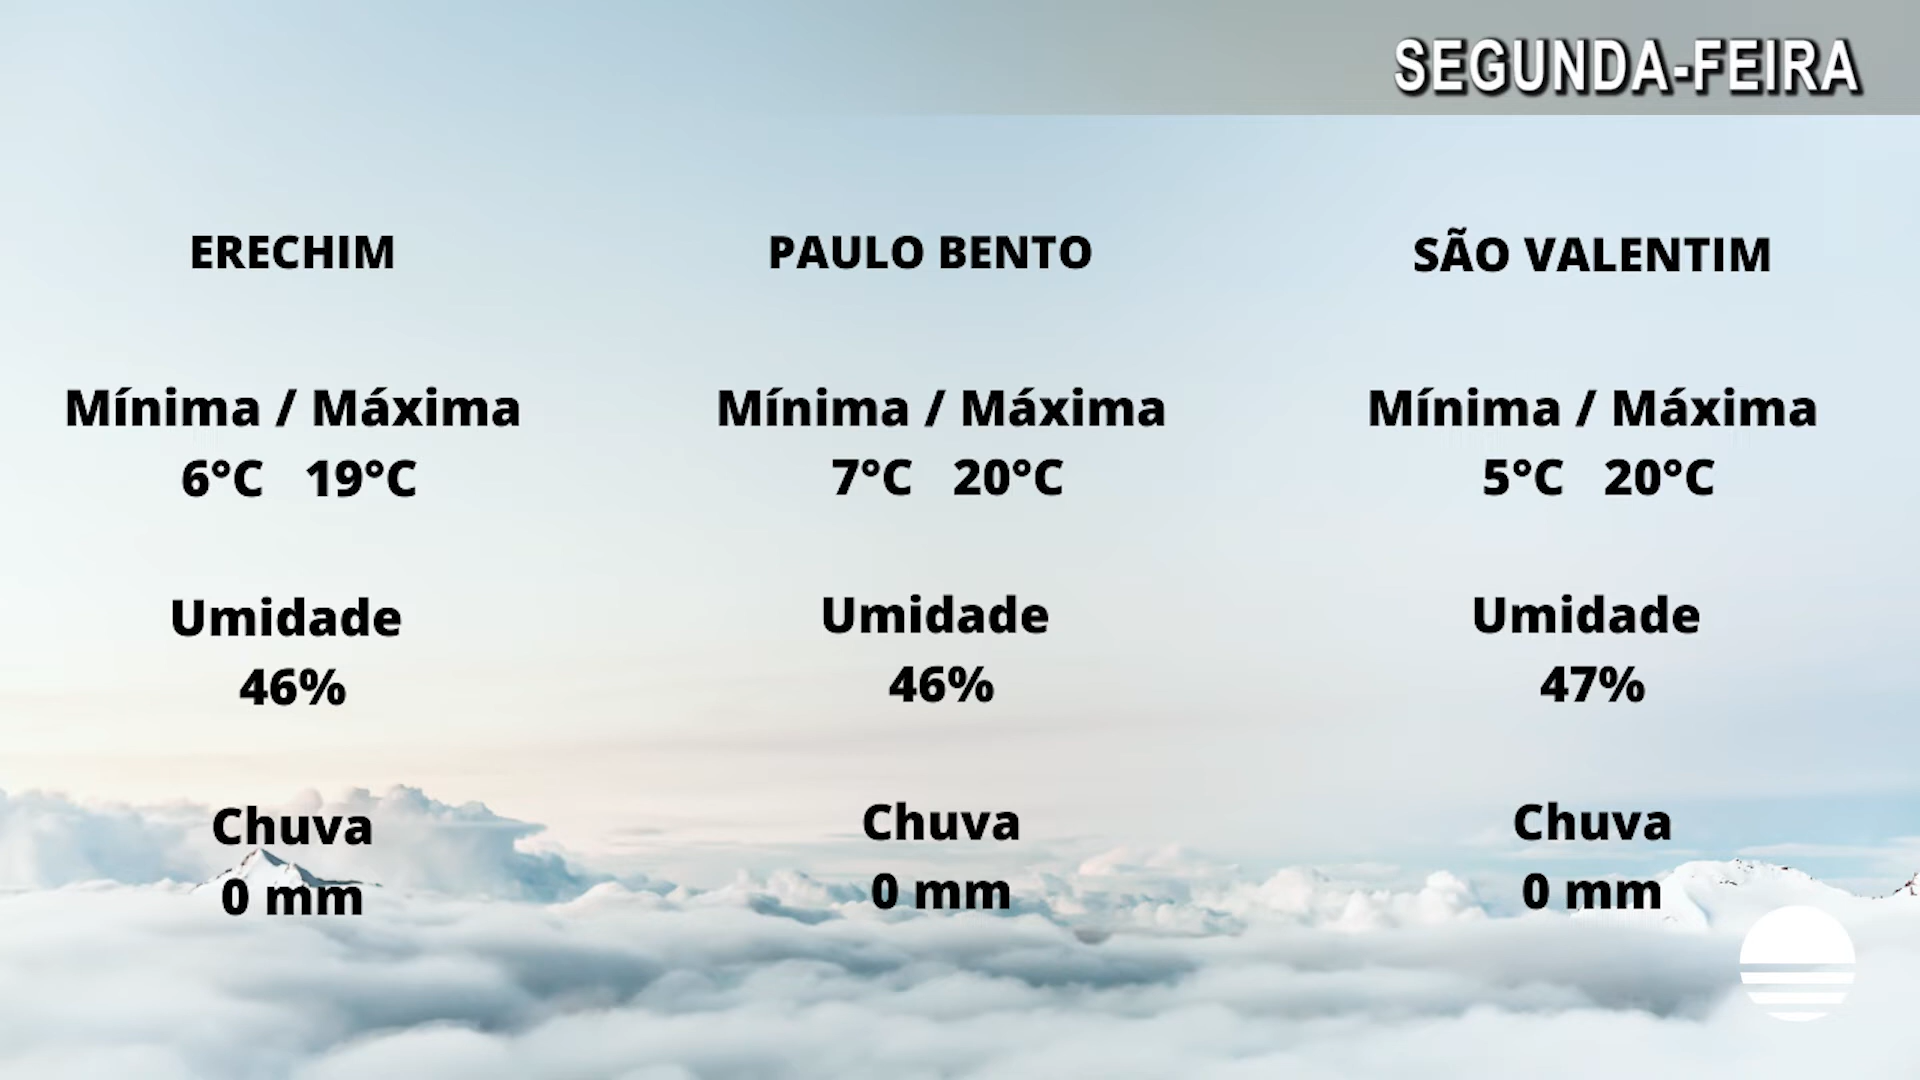 SEGUNDA-FEIRA
ERECHIM
Mínima / Máxima
6°C 19°C
Umidade
46%
Chuva
0 mm
PAULO BENTO
Mínima / Máxima
7°C 20°C
Umidade
46%
Chuva
0 mm
SÃO VALENTIM
Mínima / Máxima
5°C 20°C
Umidade
47%
Chuva
0 mm